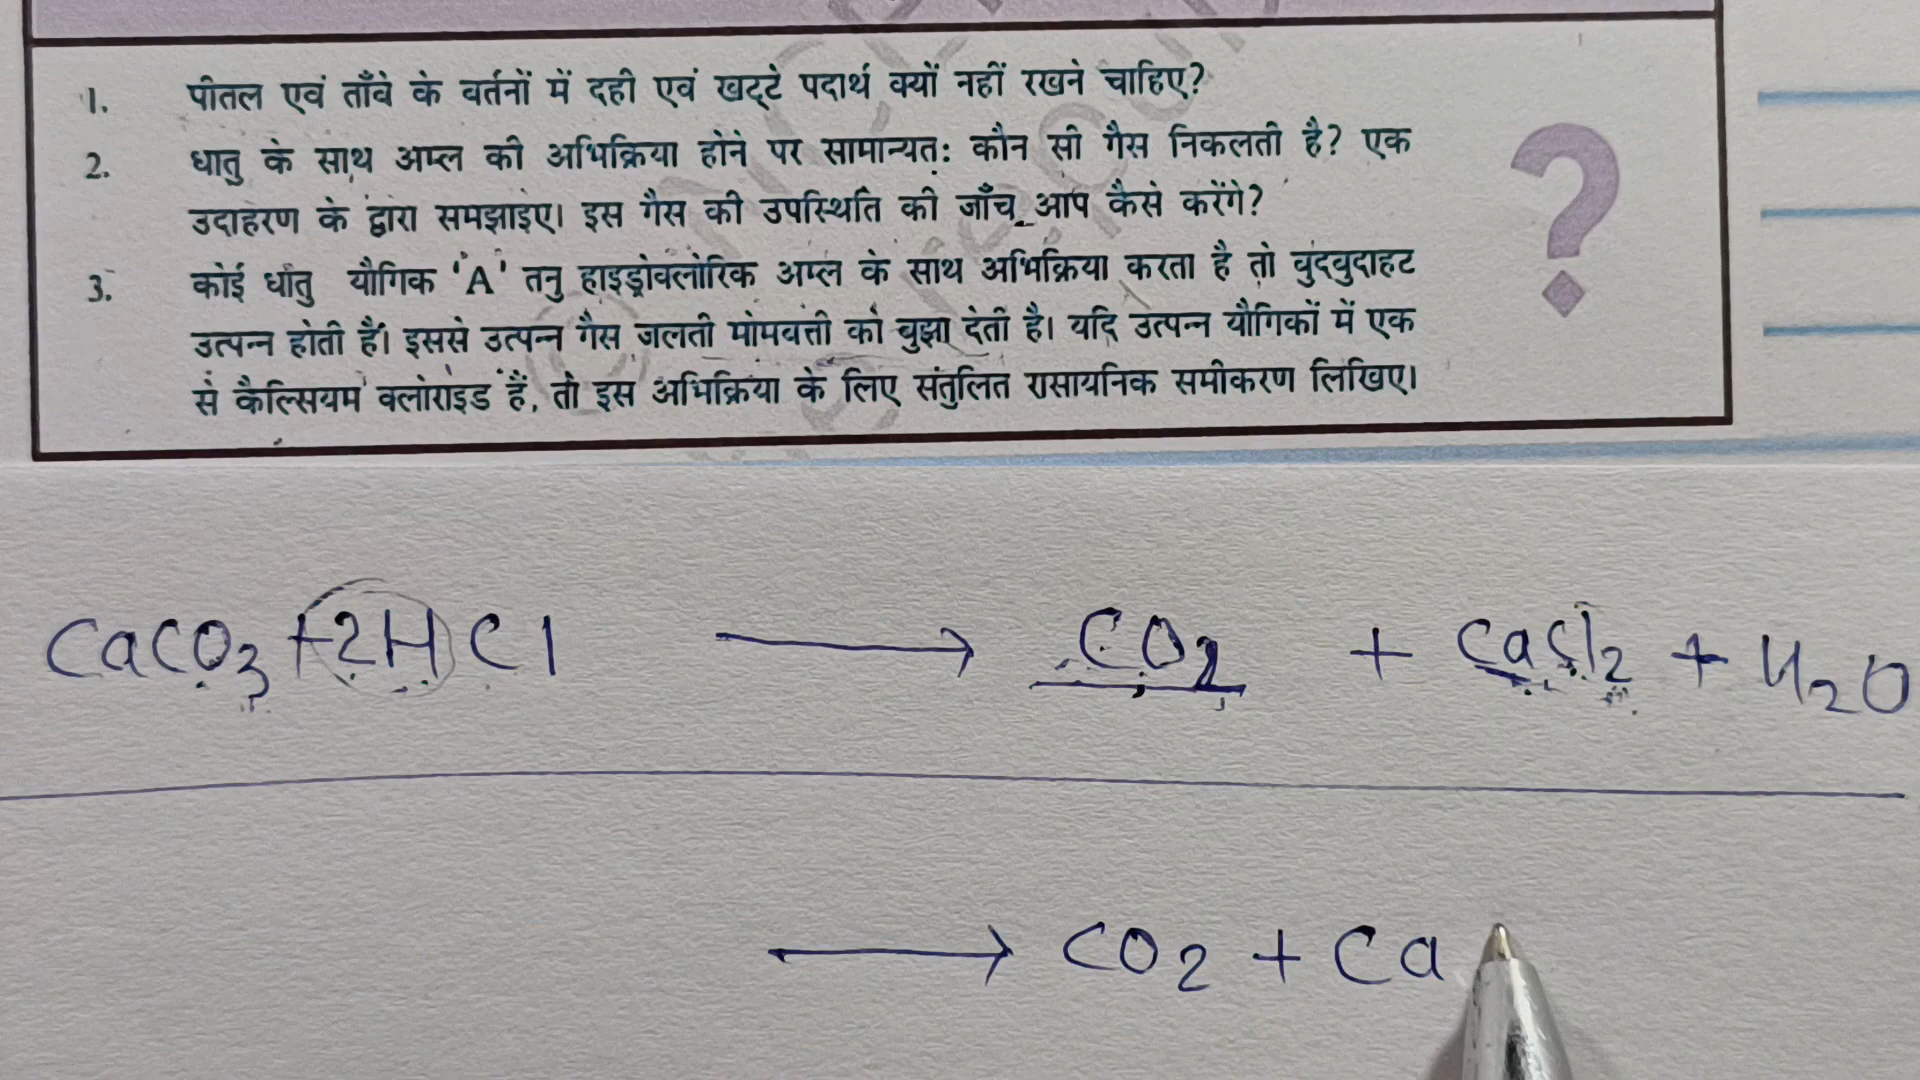 1. पीतल एवं ताँबे के बर्तनों में दही एवं खट्टे पदार्थ क्यों नहीं रखने चाहिए?
2. धातु के साथ अम्ल की अभिक्रिया होने पर सामान्यत: कौन सी गैस निकलती है? एक
उदाहरण के द्वारा समझाइए। इस गैस की उपस्थिति की जाँच आप कैसे करेंगे?
3. कोई धातु यौगिक 'A' तनु हाइड्रोक्लोरिक अम्ल के साथ अभिक्रिया करता है तो बुदबुदाहट
उत्पन्न होती है। इससे उत्पन्न गैस जलती मोमबत्ती को बुझा देती है। यदि उत्पन्न यौगिकों में एक
से कैल्सियम क्लोराइड हैं, तो इस अभिक्रिया के लिए संतुलित रासायनिक समीकरण लिखिए।
?
CaCO3 + 2HCl → CO2 + CaCl2 + H2O
→ CO2 + Ca